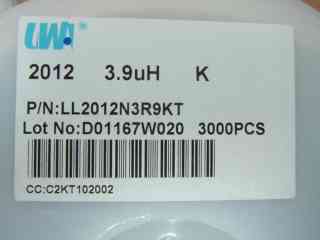 2012 3.9uH K
P/N:LL2012N3R9KT
Lot No:D01167W020 3000PCS
CC:C2KT102002